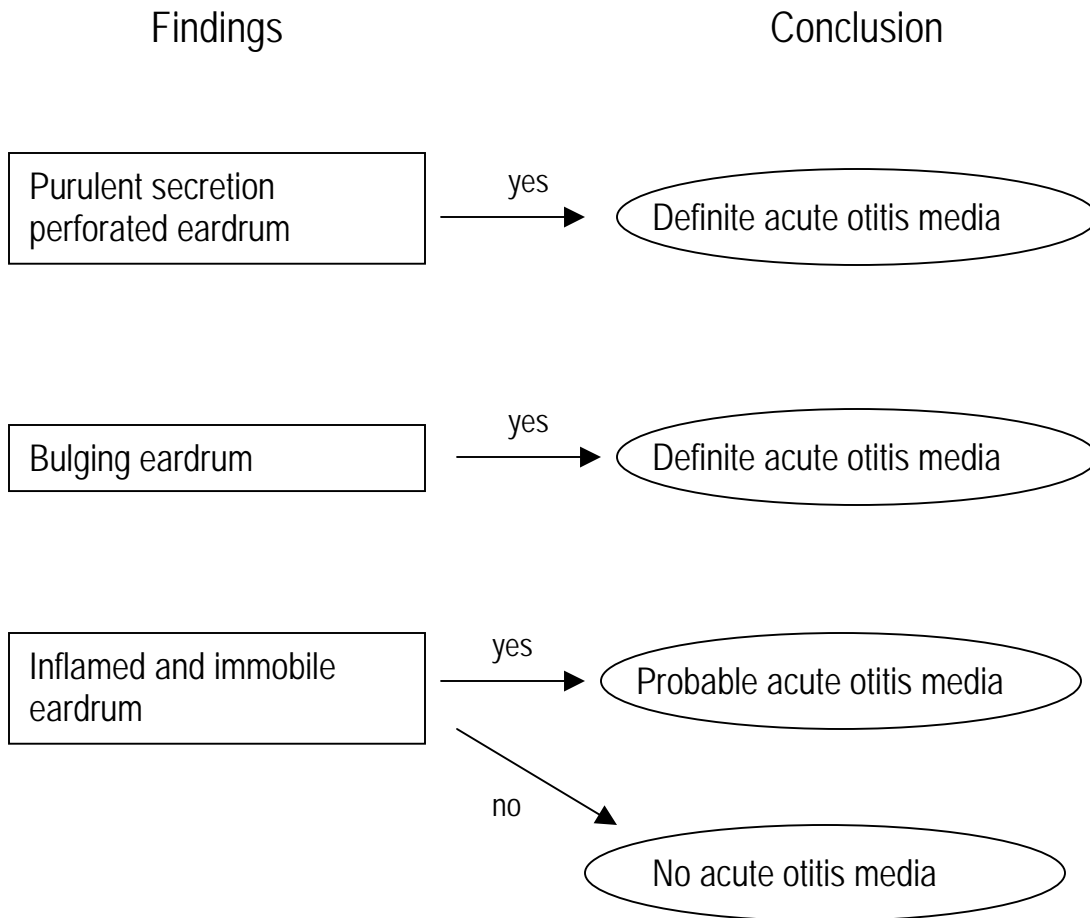 Findings
Conclusion
Purulent secretion
perforated eardrum
yes
Definite acute otitis media
Bulging eardrum
yes
Definite acute otitis media
Inflamed and immobile
eardrum
yes
Probable acute otitis media
no
No acute otitis media